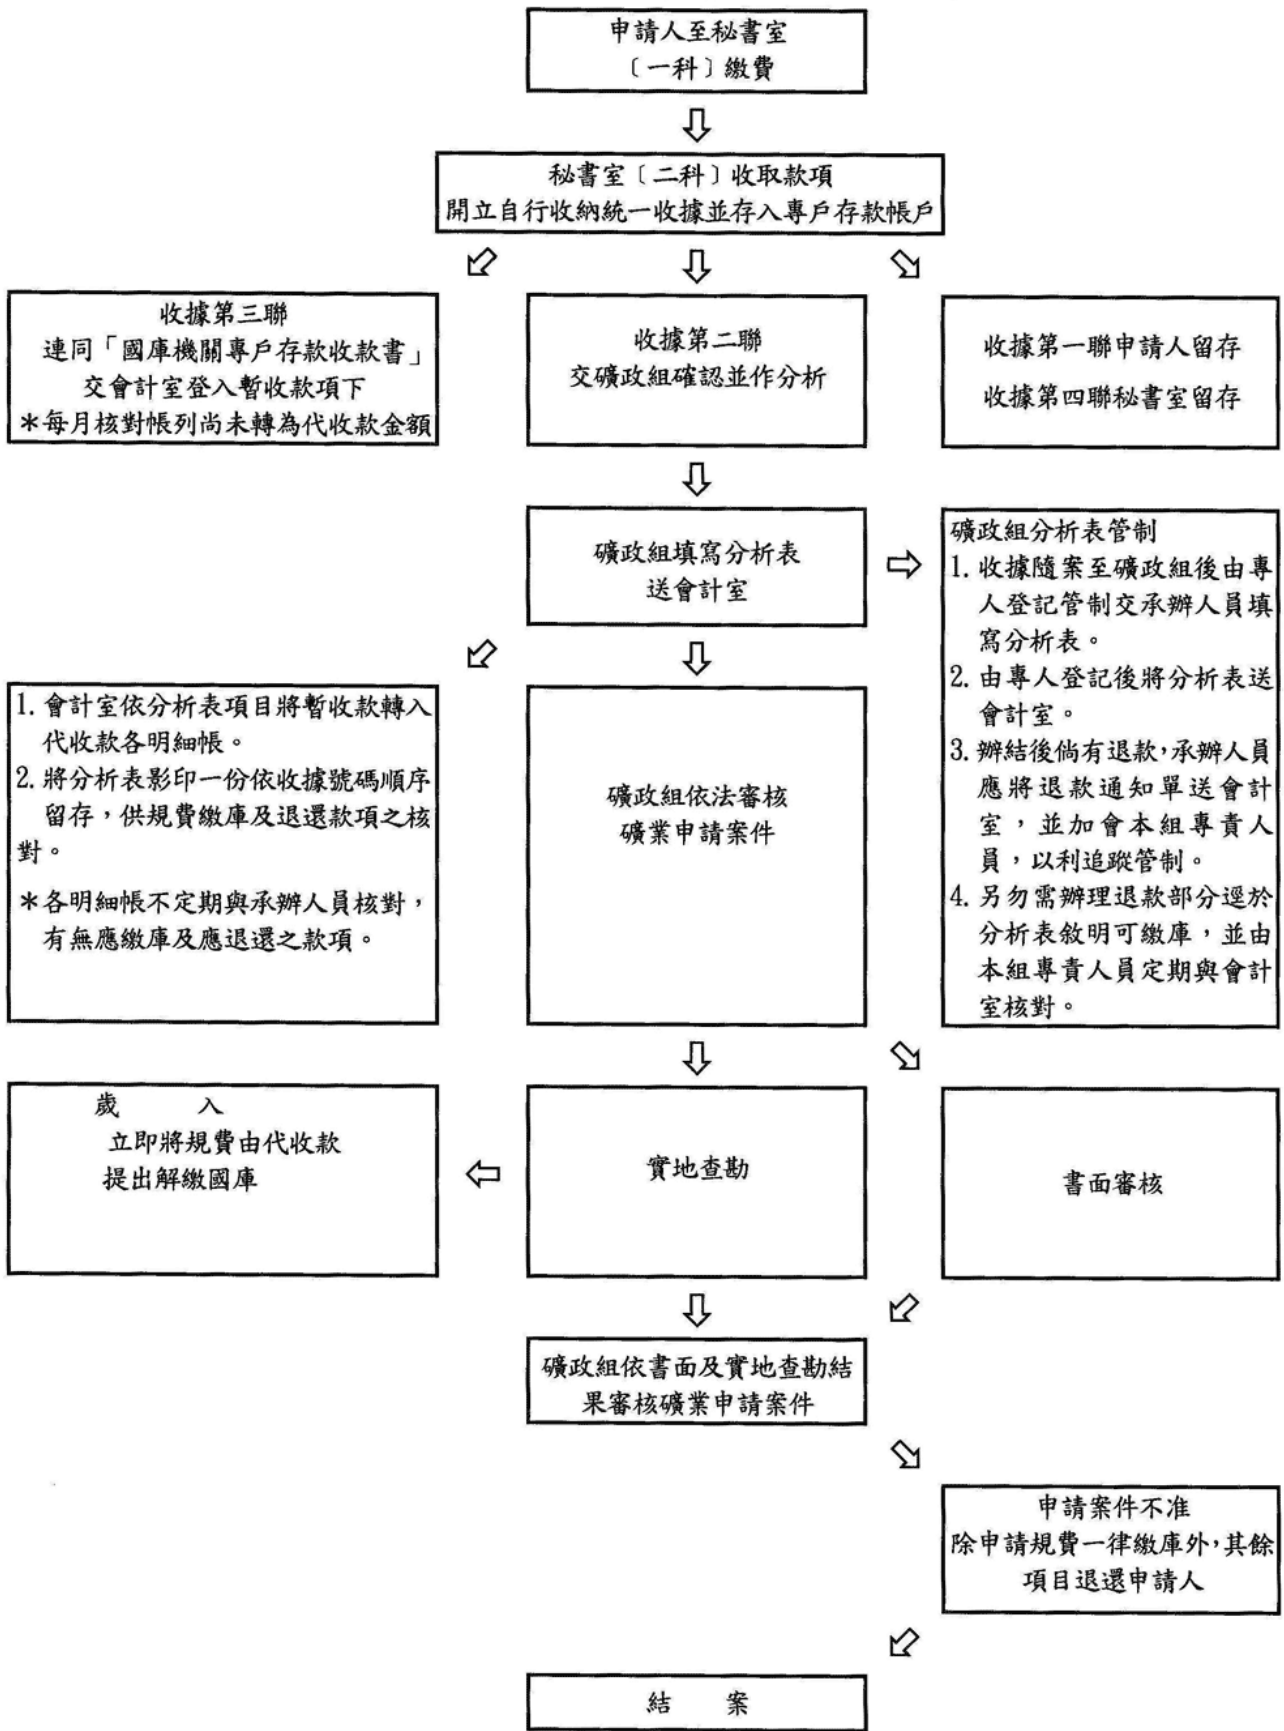 申請人至秘書室
〔一科〕繳費
秘書室〔二科〕收取款項
開立自行收納統一收據並存入專戶存款帳戶
收據第三聯
連同「國庫機關專戶存款收款書」
交會計室登入暫收款項下
＊每月核對帳列尚未轉為代收款金額
收據第二聯
交礦政組確認並作分析
收據第一聯申請人留存
收據第四聯秘書室留存
礦政組填寫分析表
送會計室
礦政組分析表管制
1. 收據隨案至礦政組後由專
人登記管制交承辦人員填
寫分析表。
2. 由專人登記後將分析表送
會計室。
3. 辦結後倘有退款，承辦人員
應將退款通知單送會計
室，並加會本組專責人
員，以利追蹤管制。
4. 另勿需辦理退款部分逕於
分析表敘明可繳庫，並由
本組專責人員定期與會計
室核對。
1. 會計室依分析表項目將暫收款轉入
代收款各明細帳。
2. 將分析表影印一份依收據號碼順序
留存，供規費繳庫及退還款項之核
對。
＊各明細帳不定期與承辦人員核對，
有無應繳庫及應退還之款項。
礦政組依法審核
礦業申請案件
歲　　入
立即將規費由代收款
提出解繳國庫
實地查勘
書面審核
礦政組依書面及實地查勘結
果審核礦業申請案件
申請案件不准
除申請規費一律繳庫外，其餘
項目退還申請人
結　　案